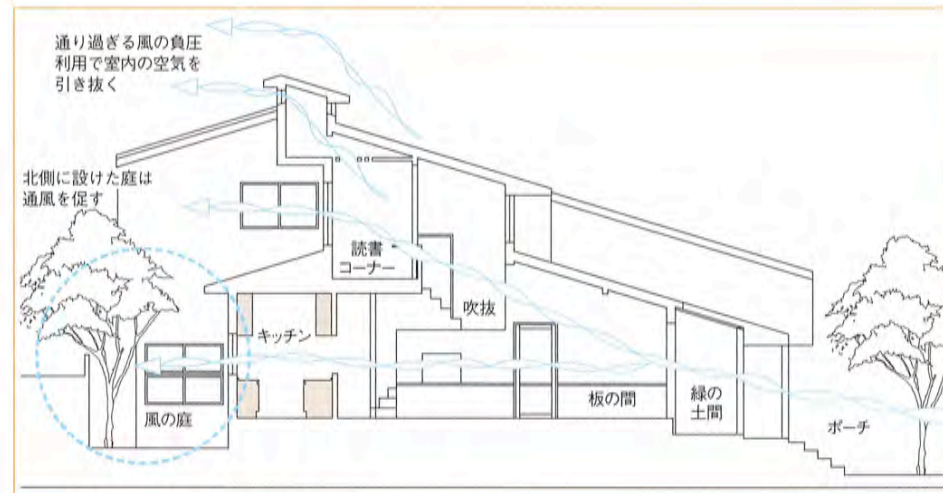 通り過ぎる風の負圧
利用で室内の空気を
引き抜く
北側に設けた庭は
通風を促す
読書
コーナー
吹抜
キッチン
風の庭
板の間
緑の
土間
ポーチ